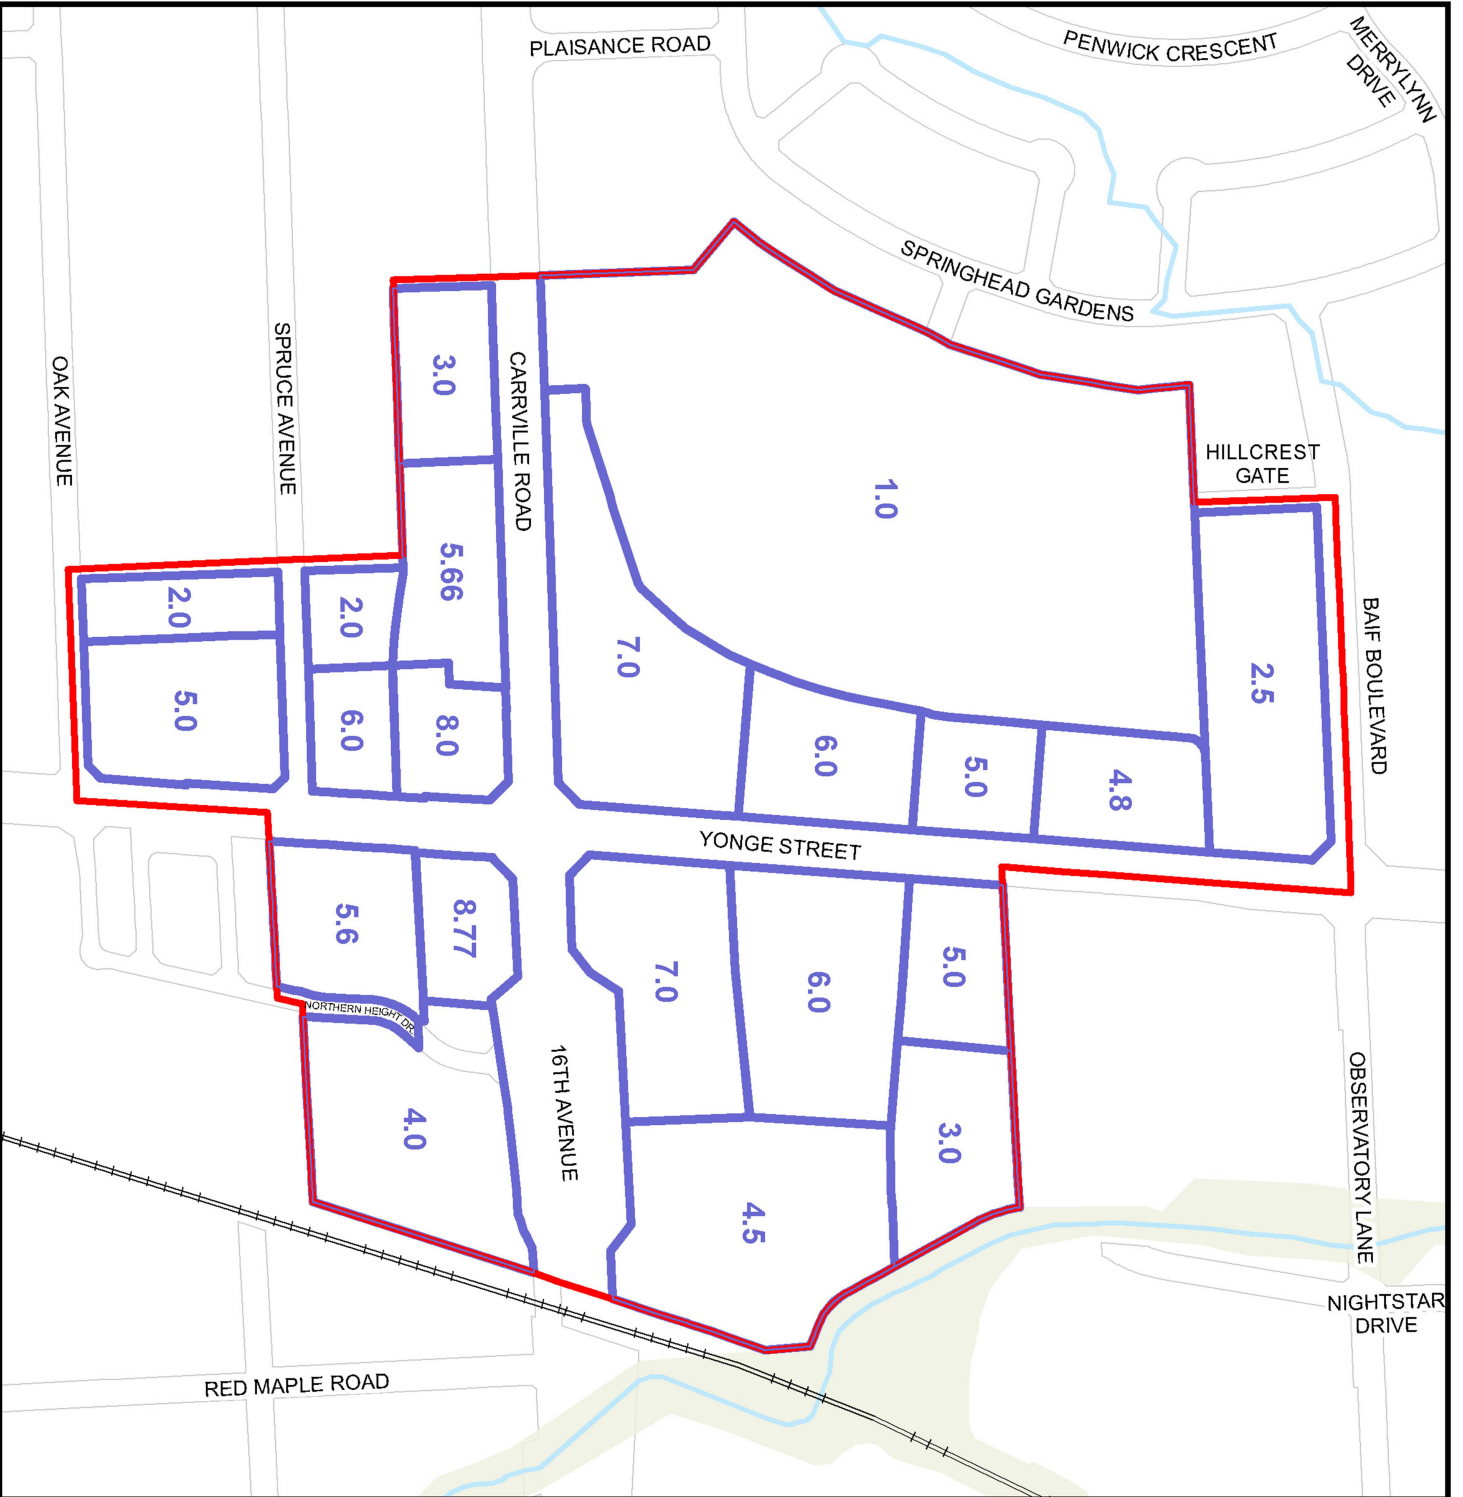 PLAISANCE ROAD
PENWICK CRESCENT
MERRYLYNN
DRIVE
SPRINGHEAD GARDENS
HILLCREST
GATE
OAK AVENUE
SPRUCE AVENUE
CARRVILLE ROAD
BAIF BOULEVARD
3.0
1.0
5.66
2.0
2.0
7.0
2.5
5.0
6.0
8.0
6.0
5.0
4.8
YONGE STREET
5.6
8.77
7.0
6.0
5.0
NORTHERN HEIGHT DR.
4.0
16TH AVENUE
4.5
3.0
OBSERVATORY LANE
NIGHTSTAR
DRIVE
RED MAPLE ROAD